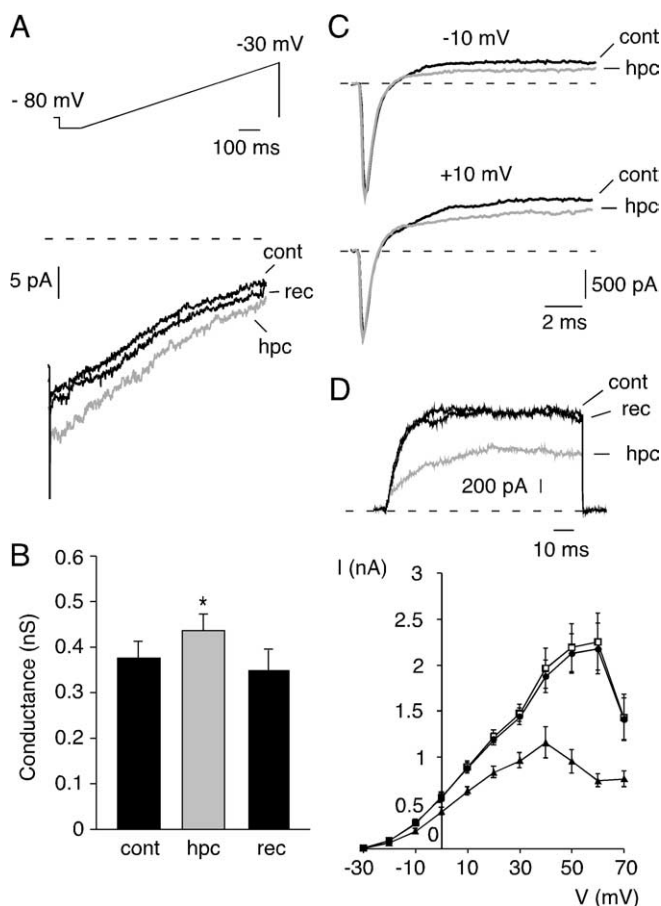 A
-30 mV
- 80 mV
100 ms
5 pA
cont
rec
hpc
B
Conductance (nS)
0.6
0.5
0.4
0.3
0.2
0.1
0
*
cont hpc rec
C
-10 mV
cont
hpc
+10 mV
cont
hpc
500 pA
2 ms
D
cont
rec
hpc
200 pA
10 ms
I (nA)
3
2.5
2
1.5
1
0.5
0
-30 -10 10 30 50 70
V (mV)